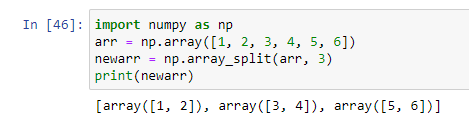 In [46]: import numpy as np
arr = np.array([1, 2, 3, 4, 5, 6])
newarr = np.array_split(arr, 3)
print(newarr)
[array([1, 2]), array([3, 4]), array([5, 6])]